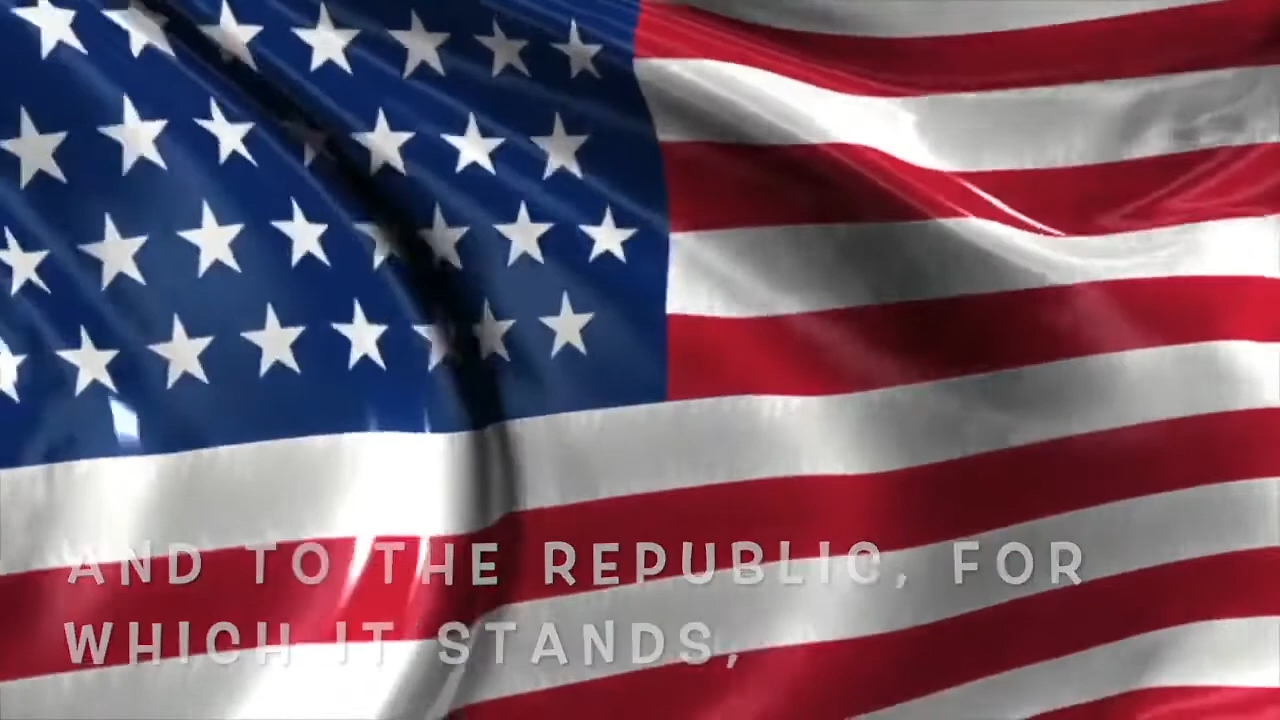 AND TO THE REPUBLIC, FOR
WHICH IT STANDS,